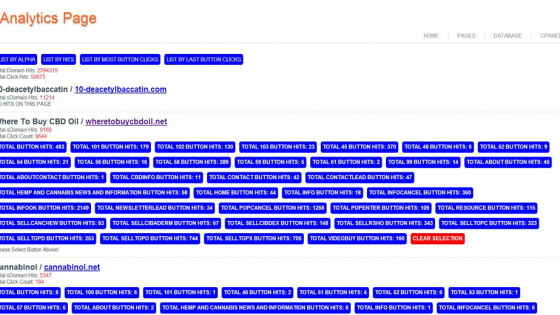 Analytics Page
HOME PAGES DATABASE CPANEL
LIST BY ALPHA LIST BY HITS LIST BY MOST BUTTON CLICKS LIST BY LAST BUTTON CLICKS
tal Domain Hits: 2594319
tal Click Hits: 50675
0-deacetylbaccatin / 10-deacetylbaccatin.com
tal sDomain Hits: 11214
O HITS ON THIS PAGE
Where To Buy CBD Oil / wheretobuycbdoil.net
tal sDomain Hits: 9169
tal Click Count: 8644
TOTAL BUTTON HITS: 483 TOTAL 101 BUTTON HITS: 179 TOTAL 102 BUTTON HITS: 130 TOTAL 103 BUTTON HITS: 23 TOTAL 45 BUTTON HITS: 370 TOTAL 48 BUTTON HITS: 8 TOTAL 52 BUTTON HITS: 9
TOTAL 54 BUTTON HITS: 21 TOTAL 56 BUTTON HITS: 16 TOTAL 58 BUTTON HITS: 289 TOTAL 59 BUTTON HITS: 5 TOTAL 61 BUTTON HITS: 2 TOTAL 99 BUTTON HITS: 14 TOTAL ABOUT BUTTON HITS: 45
TOTAL ABOUTCONTACT BUTTON HITS: 1 TOTAL CBDINFO BUTTON HITS: 11 TOTAL CONTACT BUTTON HITS: 42 TOTAL CONTACTLEAD BUTTON HITS: 47
TOTAL HEMP AND CANNABIS NEWS AND INFORMATION BUTTON HITS: 58 TOTAL HOME BUTTON HITS: 44 TOTAL INFO BUTTON HITS: 18 TOTAL INFOCANCEL BUTTON HITS: 360
TOTAL INFOOK BUTTON HITS: 2149 TOTAL NEWSLETTERLEAD BUTTON HITS: 34 TOTAL POPCANCEL BUTTON HITS: 1258 TOTAL POPENTER BUTTON HITS: 109 TOTAL RESOURCE BUTTON HITS: 115
TOTAL SELLCANCHEW BUTTON HITS: 63 TOTAL SELLCIBADERM BUTTON HITS: 67 TOTAL SELLCIBDEX BUTTON HITS: 148 TOTAL SELLRSHO BUTTON HITS: 343 TOTAL SELLTOPC BUTTON HITS: 323
TOTAL SELLTOPD BUTTON HITS: 253 TOTAL SELLTOPO BUTTON HITS: 744 TOTAL SELLTOPX BUTTON HITS: 705 TOTAL VIDEOBUY BUTTON HITS: 160 CLEAR SELECTION
ease Select Button Above!
annabinol / cannabinol.net
tal sDomain Hits: 5347
tal Click Count: 184
TOTAL BUTTON HITS: 8 TOTAL 100 BUTTON HITS: 6 TOTAL 101 BUTTON HITS: 1 TOTAL 46 BUTTON HITS: 2 TOTAL 51 BUTTON HITS: 4 TOTAL 52 BUTTON HITS: 6 TOTAL 53 BUTTON HITS: 1
TOTAL 57 BUTTON HITS: 5 TOTAL ABOUT BUTTON HITS: 2 TOTAL HEMP AND CANNABIS NEWS AND INFORMATION BUTTON HITS: 6 TOTAL INFO BUTTON HITS: 1 TOTAL INFOCANCEL BUTTON HITS: 6